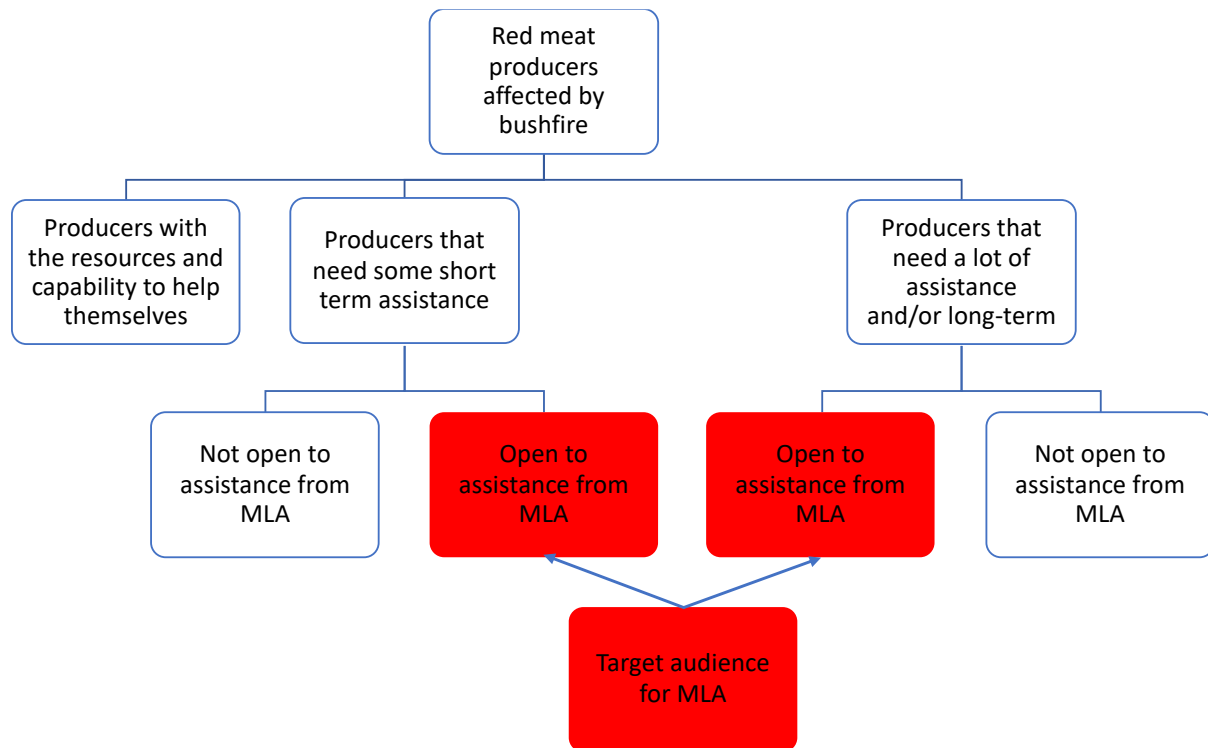 Red meat
producers
affected by
bushfire
Producers with
the resources and
capability to help
themselves
Producers that
need some short
term assistance
Producers that
need a lot of
assistance
and/or long-term
Not open to
assistance from
MLA
Open to
assistance from
MLA
Open to
assistance from
MLA
Not open to
assistance from
MLA
Target audience
for MLA